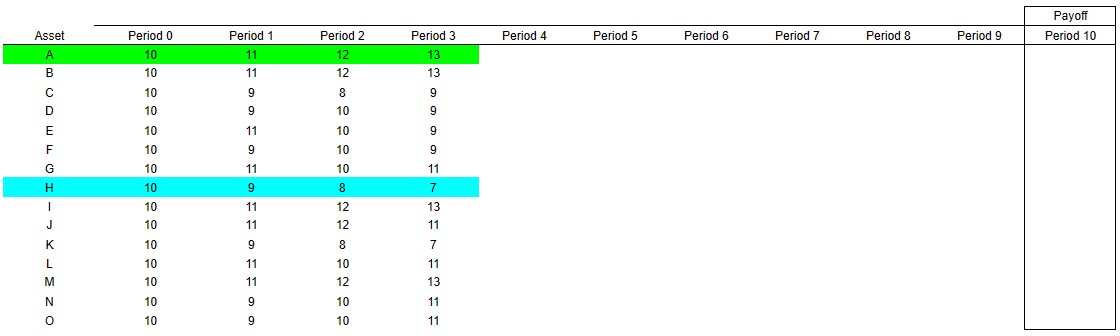 Payoff
Asset Period 0 Period 1 Period 2 Period 3 Period 4 Period 5 Period 6 Period 7 Period 8 Period 9 Period 10
A 10 11 12 13
B 10 11 12 13
C 10 9 8 9
D 10 9 10 9
E 10 11 10 9
F 10 9 10 9
G 10 11 10 11
H 10 9 8 7
I 10 11 12 13
J 10 11 12 11
K 10 9 8 7
L 10 11 10 11
M 10 11 12 13
N 10 9 10 11
O 10 9 10 11